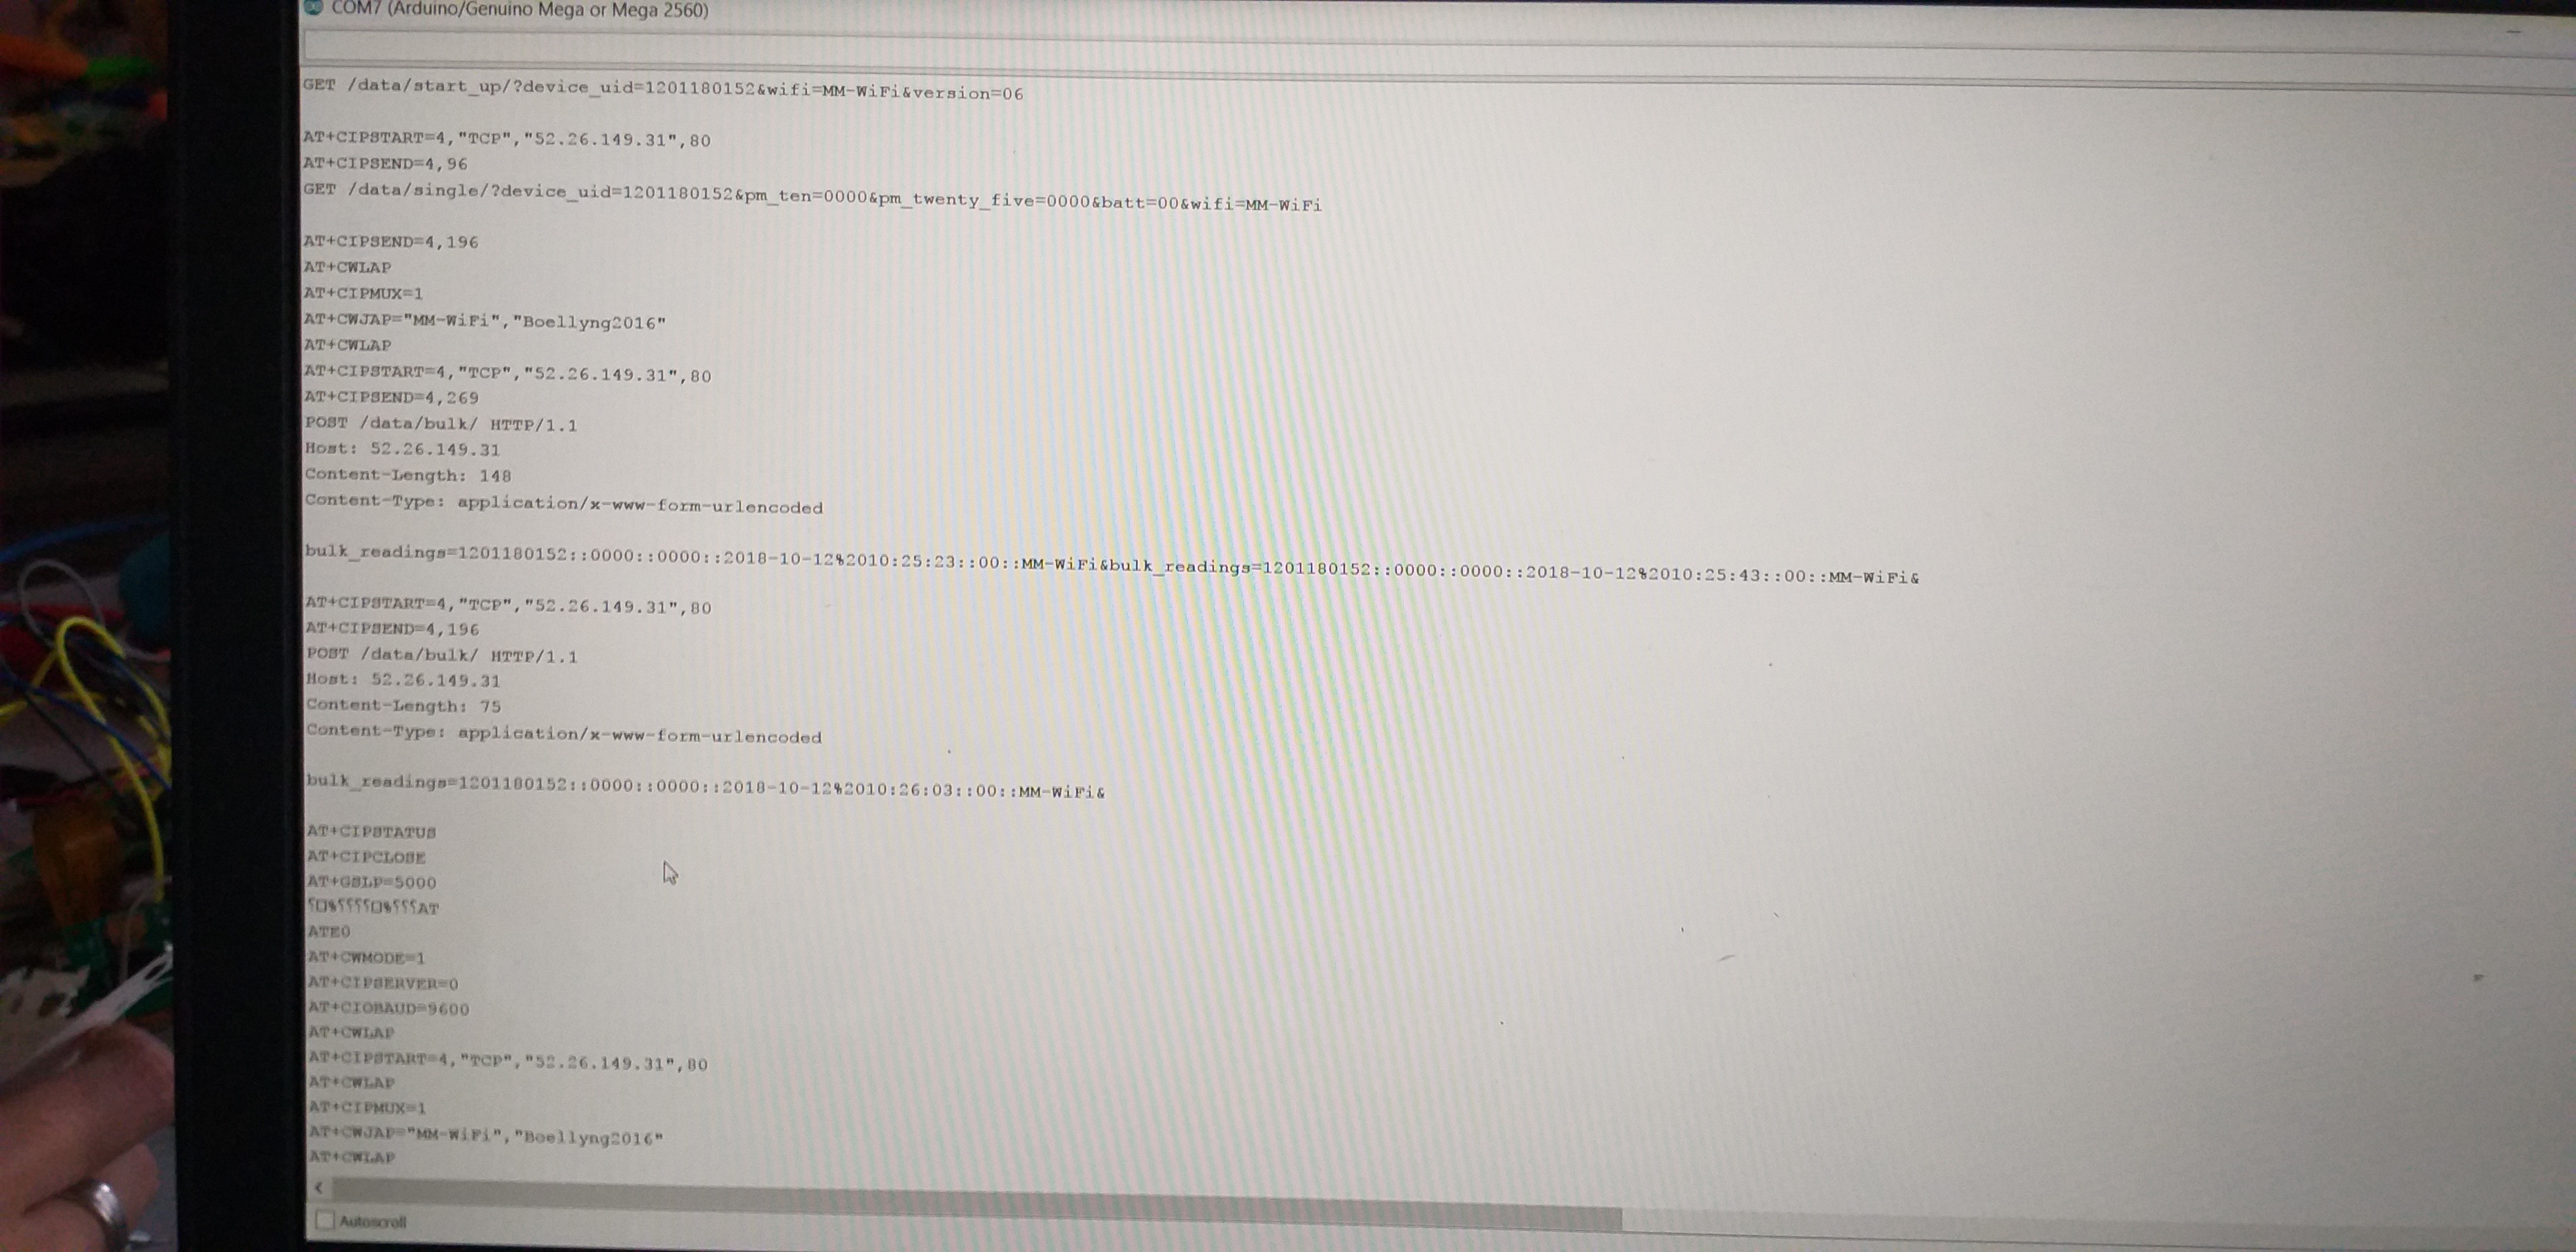 COM7 (Arduino/Genuino Mega or Mega 2560)
GET /data/start_up/?device_uid=1201180152&wifi=MM-WiFi&version=06
AT+CIPSTART=4,"TCP","52.26.149.31",80
AT+CIPSEND=4,96
GET /data/single/?device_uid=1201180152&pm_ten=0000&pm_twenty_five=0000&batt=00&wifi=MM-WiFi
AT+CIPSEND=4,196
AT+CWLAP
AT+CIPMUX=1
AT+CWJAP="MM-WiFi","Boellyng2016"
AT+CWLAP
AT+CIPSTART=4,"TCP","52.26.149.31",80
AT+CIPSEND=4,269
POST /data/bulk/ HTTP/1.1
Host: 52.26.149.31
Content-Length: 148
Content-Type: application/x-www-form-urlencoded
bulk_readings=1201180152::0000::0000::2018-10-12%2010:25:23::00::MM-WiFi&bulk_readings=1201180152::0000::0000::2018-10-12%2010:25:43::00::MM-WiFi&
AT+CIPSTART=4,"TCP","52.26.149.31",80
AT+CIPSEND=4,196
POST /data/bulk/ HTTP/1.1
Host: 52.26.149.31
Content-Length: 75
Content-Type: application/x-www-form-urlencoded
bulk_readings=1201180152::0000::0000::2018-10-12%2010:26:03::00::MM-WiFi&
AT+CIPSTATUS
AT+CIPCLOSE
AT+GSLP=5000
AT
ATE0
AT+CWMODE=1
AT+CIPSERVER=0
AT+CIOBAUD=9600
AT+CWLAP
AT+CIPSTART=4,"TCP","52.26.149.31",80
AT+CWLAP
AT+CIPMUX=1
AT+CWJAP="MM-WiFi","Boellyng2016"
AT+CWLAP
Autoscroll